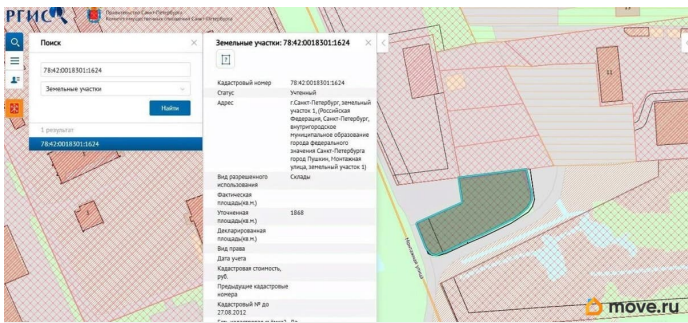 РГИС
Правительство Санкт-Петербурга
Комитет имущественных отношений Санкт-Петербурга
Поиск
78:42:0018301:1624
Земельные участки
Найти
1 результат
78:42:0018301:1624
Земельные участки: 78:42:0018301:1624
Кадастровый номер 78:42:0018301:1624
Статус Учтенный
Адрес г.Санкт-Петербург, земельный
участок 1, (Российская
Федерация, Санкт-Петербург,
внутригородское
муниципальное образование
города федерального
значения Санкт-Петербурга
город Пушкин, Монтажная
улица, земельный участок 1)
Вид разрешенного Склады
использования
Фактическая
площадь(кв.м.)
Уточненная 1868
площадь(кв.м.)
Декларированная
площадь(кв.м.)
Вид права
Дата учета
Кадастровая стоимость,
руб.
Предыдущие кадастровые
номера
Кадастровый № до
27.08.2012
11
Монтажная улица
move.ru